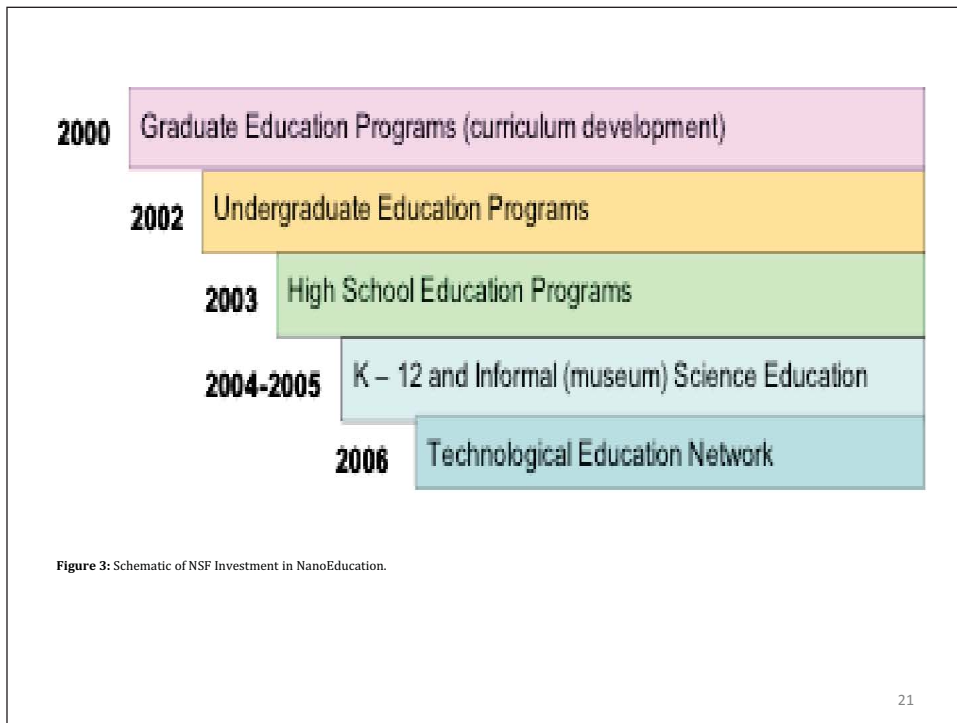 2000 Graduate Education Programs (curriculum development)
2002 Undergraduate Education Programs
2003 High School Education Programs
2004-2005 K – 12 and Informal (museum) Science Education
2006 Technological Education Network
Figure 3: Schematic of NSF Investment in NanoEducation.
21